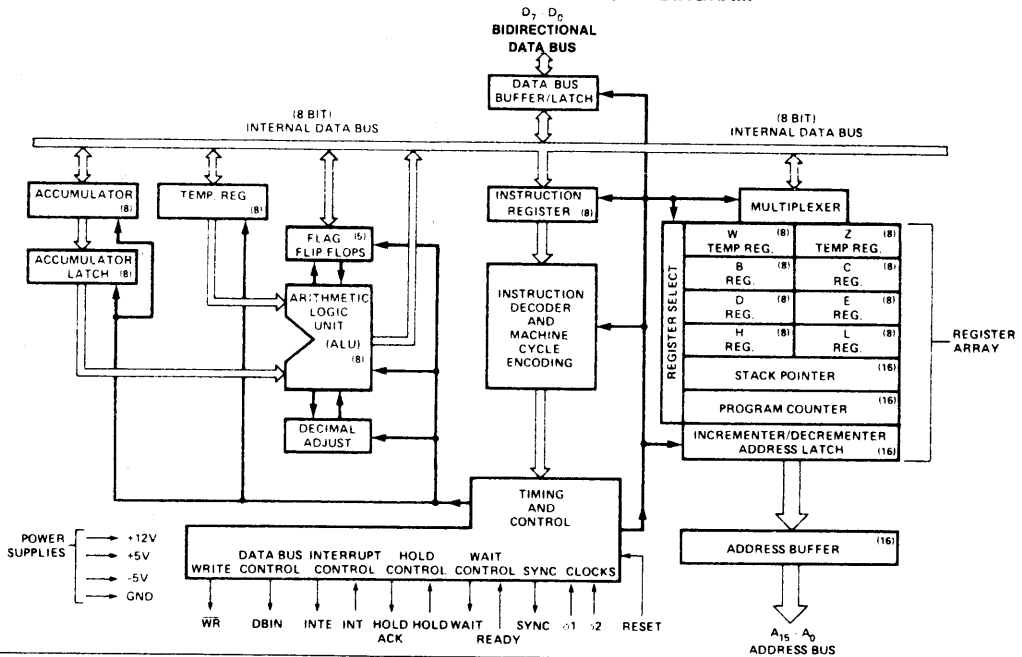 D7 - D0
BIDIRECTIONAL
DATA BUS
DATA BUS
BUFFER/LATCH
(8 BIT)
INTERNAL DATA BUS
(8 BIT)
INTERNAL DATA BUS
ACCUMULATOR
(8)
TEMP. REG
(8)
INSTRUCTION
REGISTER (8)
MULTIPLEXER
FLAG (5)
FLIP FLOPS
ACCUMULATOR
LATCH (8)
ARITHMETIC
LOGIC
UNIT
(ALU)
(8)
DECIMAL
ADJUST
INSTRUCTION
DECODER
AND
MACHINE
CYCLE
ENCODING
REGISTER SELECT
W (8)
TEMP REG.
Z (8)
TEMP REG.
B (8)
REG.
C (8)
REG.
D (8)
REG.
E (8)
REG.
H (8)
REG.
L (8)
REG.
STACK POINTER (16)
PROGRAM COUNTER (16)
INCREMENTER/DECREMENTER
ADDRESS LATCH (16)
REGISTER
ARRAY
TIMING
AND
CONTROL
ADDRESS BUFFER (16)
POWER
SUPPLIES
+12V
+5V
-5V
GND
WRITE
DATA BUS
CONTROL
INTERRUPT
CONTROL
HOLD
CONTROL
WAIT
CONTROL
SYNC
CLOCKS
WR
DBIN
INTE
INT
HOLD
ACK
HOLD
WAIT
READY
SYNC
ϕ1
ϕ2
RESET
A15 - A0
ADDRESS BUS